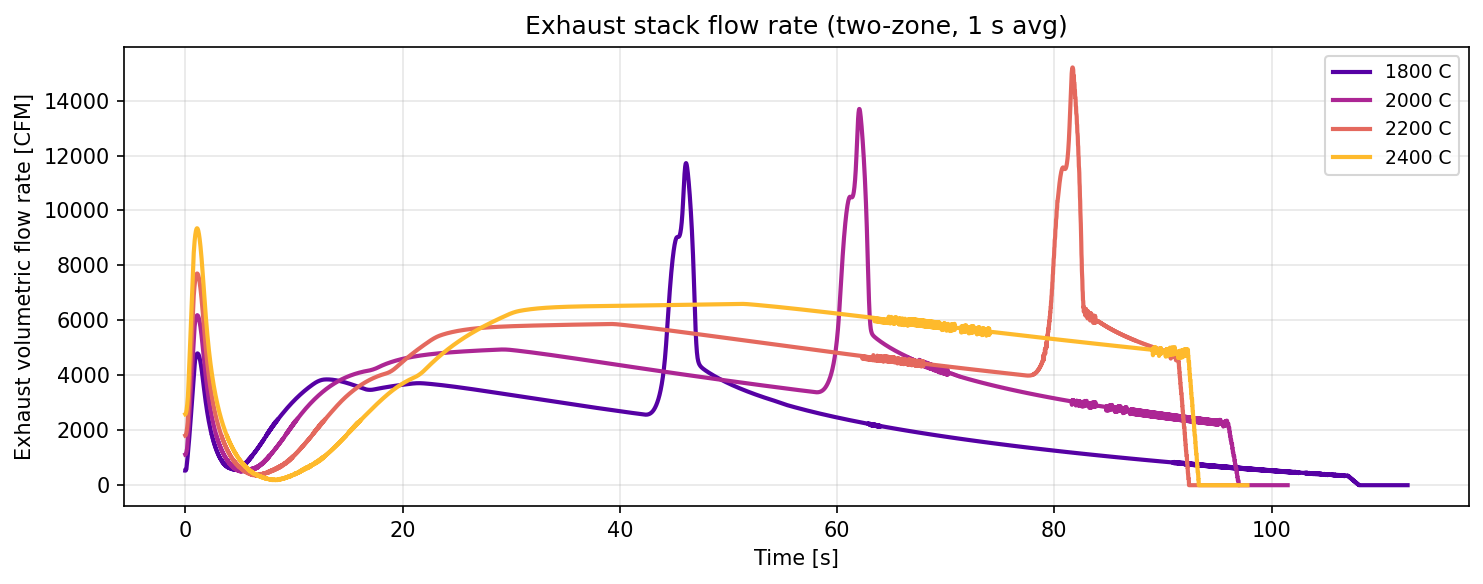 Exhaust stack flow rate (two-zone, 1 s avg)
Exhaust volumetric flow rate [CFM]
14000
12000
10000
8000
6000
4000
2000
0
1800 C
2000 C
2200 C
2400 C
0 20 40 60 80 100
Time [s]